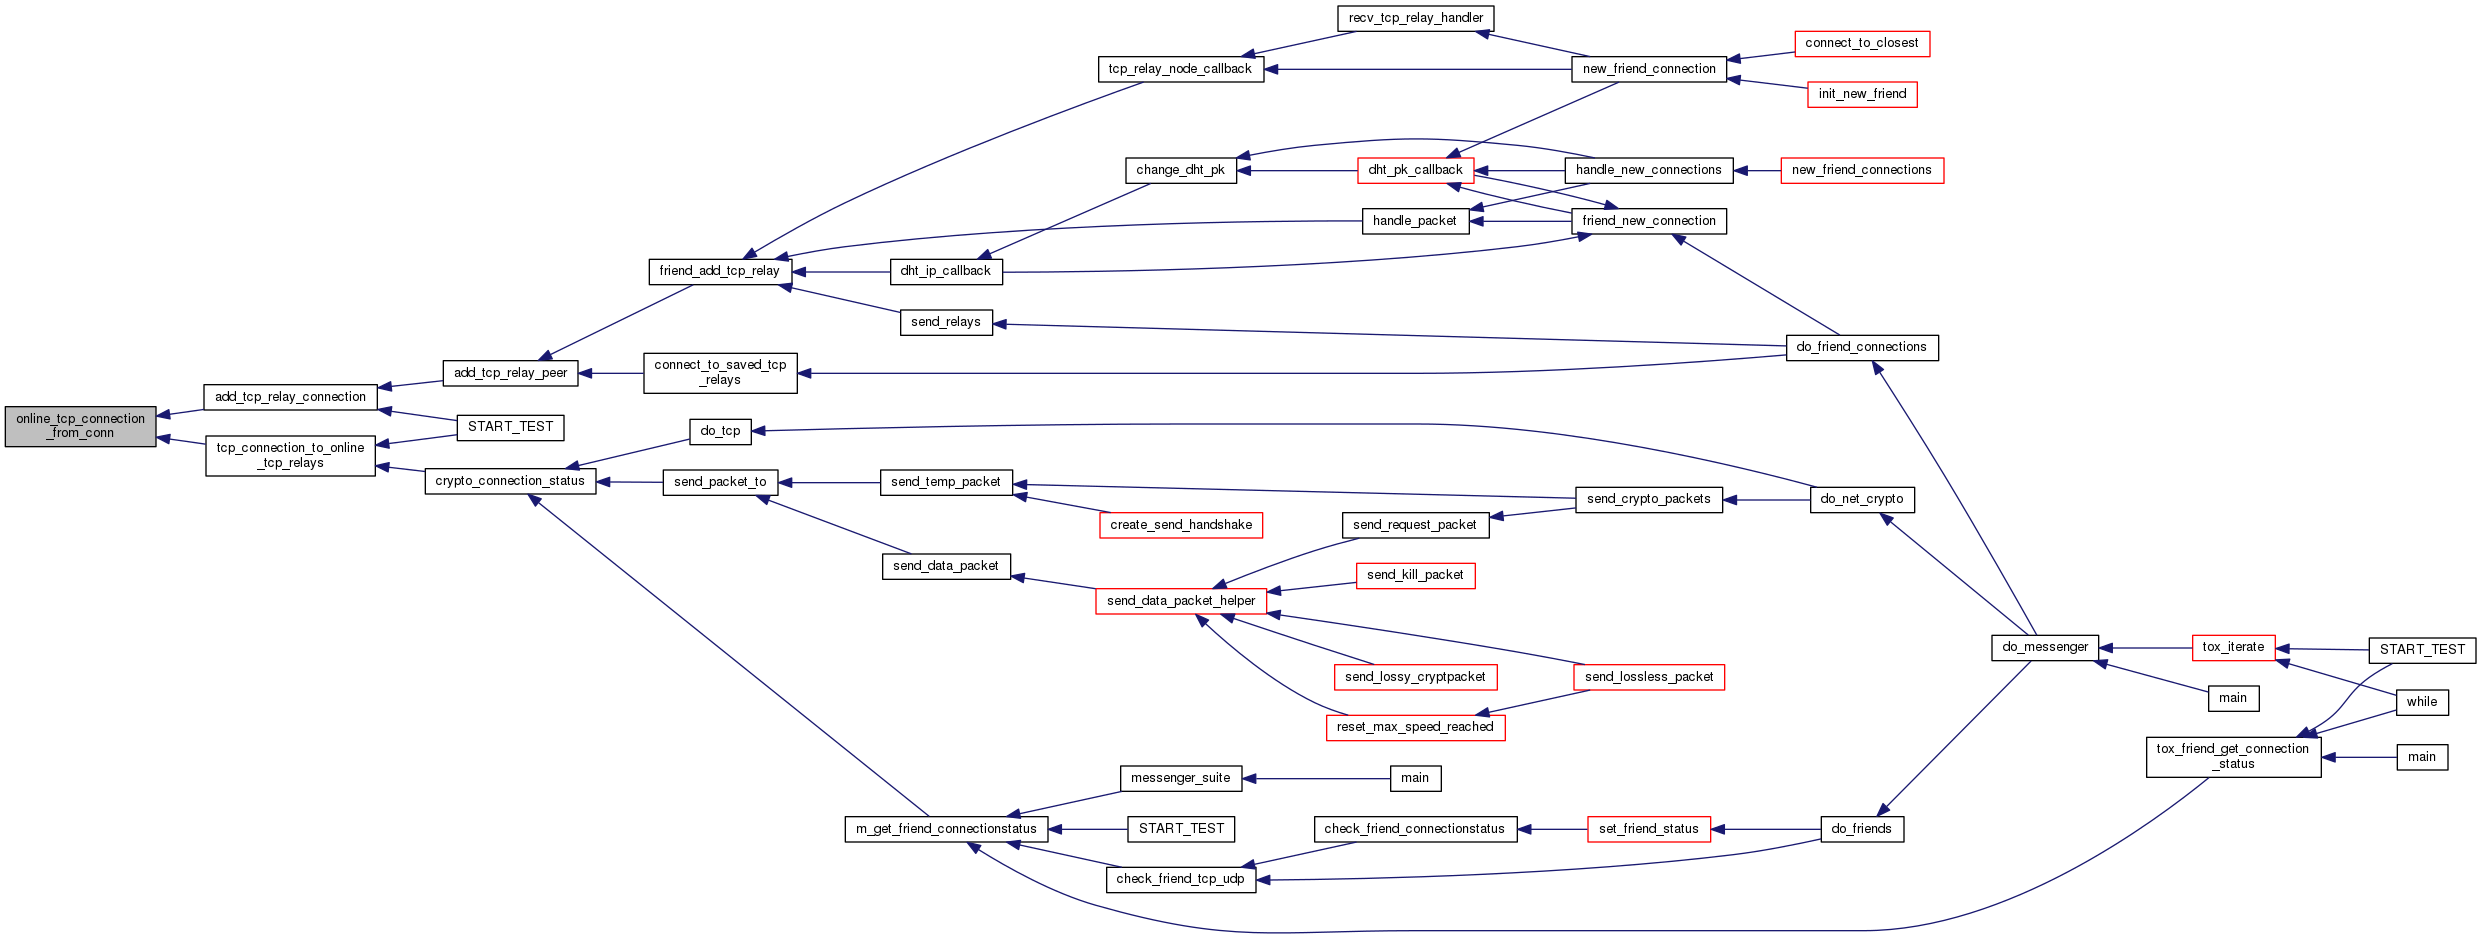 recv_tcp_relay_handler
connect_to_closest
tcp_relay_node_callback
new_friend_connection
init_new_friend
change_dht_pk
dht_pk_callback
handle_new_connections
new_friend_connections
handle_packet
friend_new_connection
friend_add_tcp_relay
dht_ip_callback
send_relays
do_friend_connections
add_tcp_relay_peer
connect_to_saved_tcp
_relays
add_tcp_relay_connection
online_tcp_connection
_from_conn
START_TEST
do_tcp
tcp_connection_to_online
_tcp_relays
crypto_connection_status
send_packet_to
send_temp_packet
send_crypto_packets
do_net_crypto
create_send_handshake
send_request_packet
send_data_packet
send_kill_packet
send_data_packet_helper
do_messenger
tox_iterate
START_TEST
send_lossy_cryptpacket
send_lossless_packet
main
while
reset_max_speed_reached
tox_friend_get_connection
_status
main
messenger_suite
main
m_get_friend_connectionstatus
START_TEST
check_friend_connectionstatus
set_friend_status
do_friends
check_friend_tcp_udp